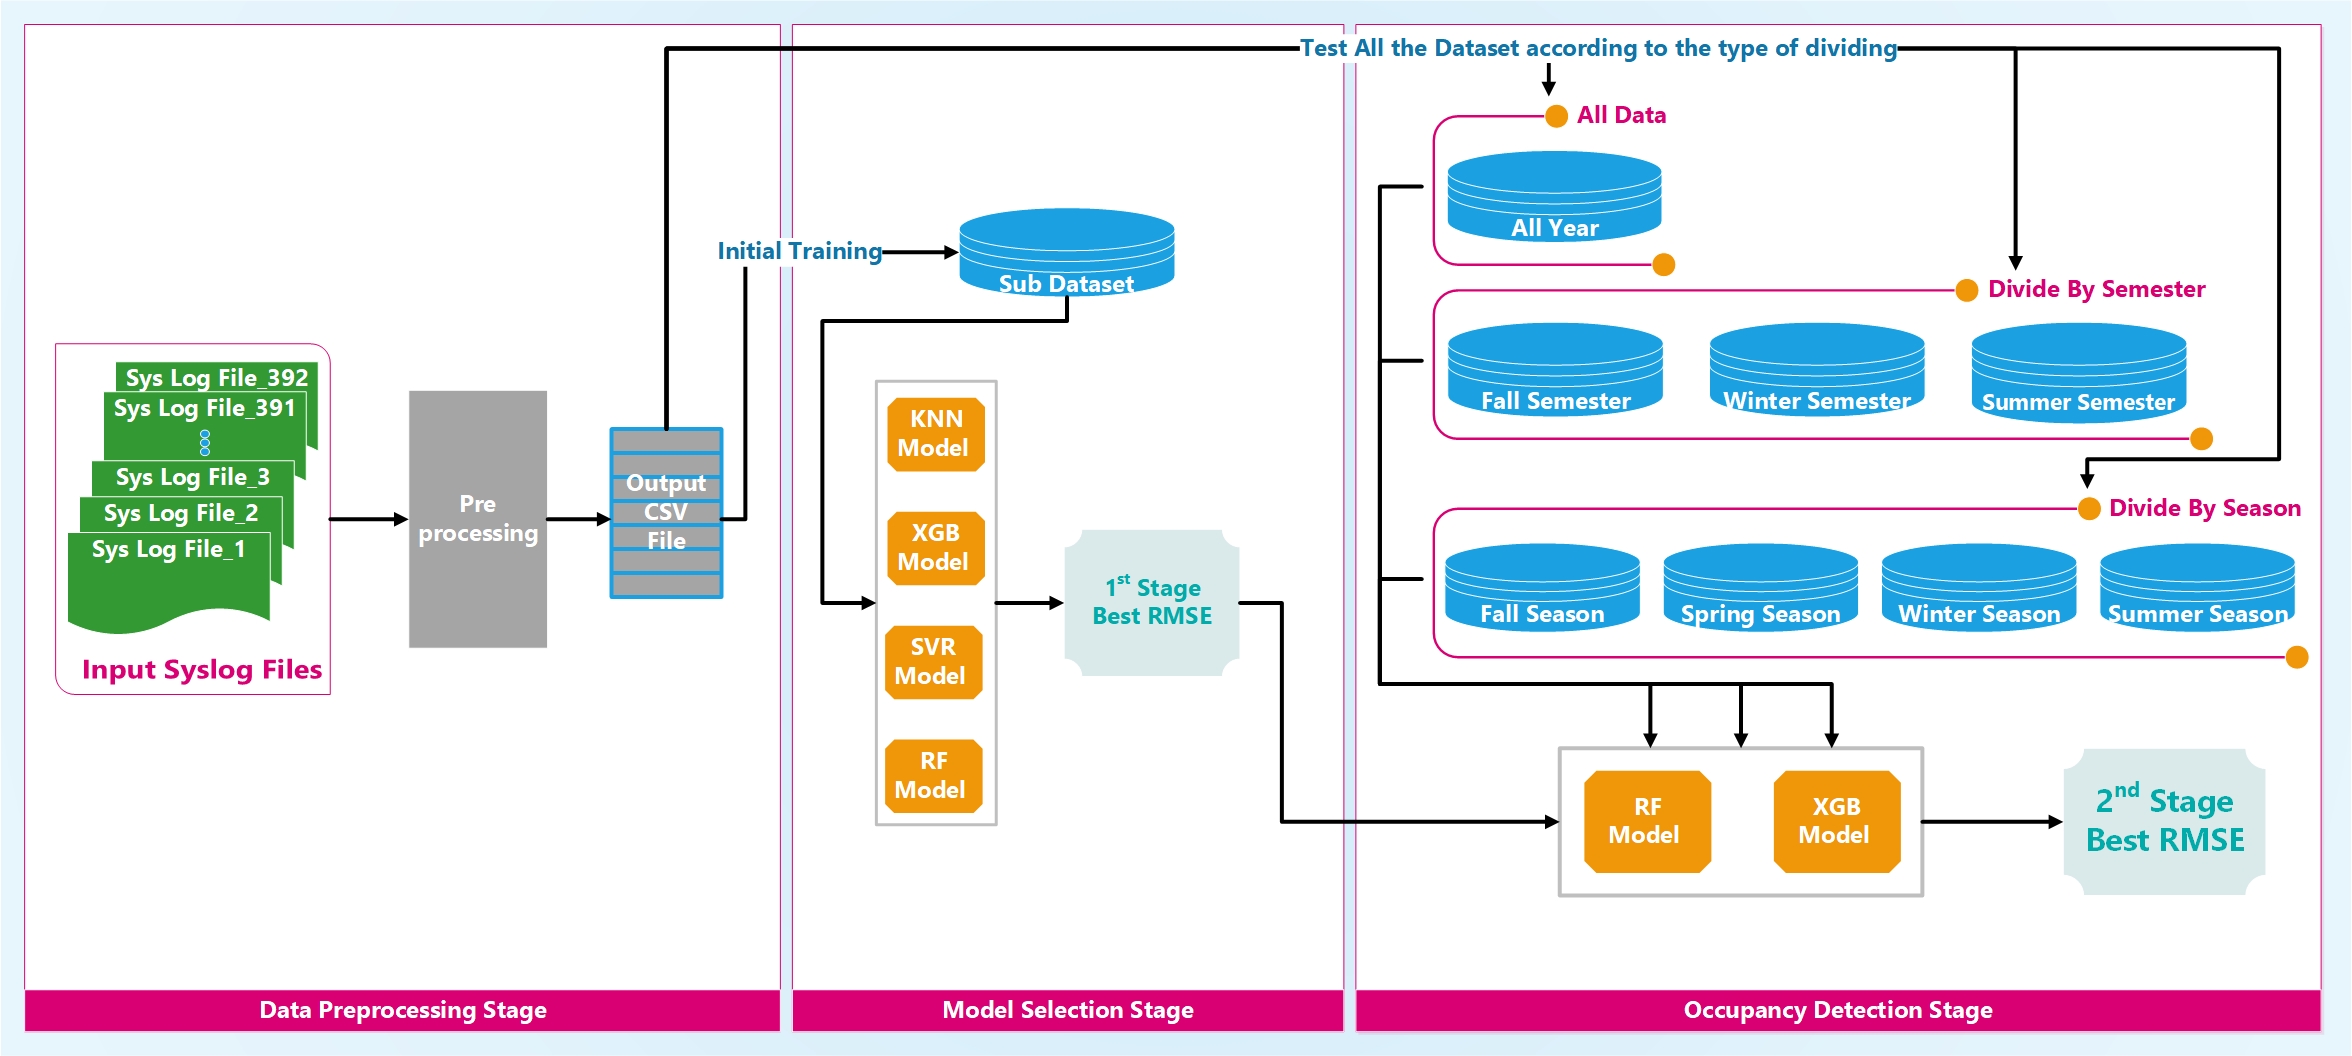 Test All the Dataset according to the type of dividing
Sys Log File_392
Sys Log File_391
Sys Log File_3
Sys Log File_2
Sys Log File_1
Input Syslog Files
Pre
processing
Output
CSV
File
Data Preprocessing Stage
Initial Training
Sub Dataset
KNN
Model
XGB
Model
SVR
Model
RF
Model
1st Stage
Best RMSE
Model Selection Stage
All Data
All Year
Divide By Semester
Fall Semester
Winter Semester
Summer Semester
Divide By Season
Fall Season
Spring Season
Winter Season
Summer Season
RF
Model
XGB
Model
2nd Stage
Best RMSE
Occupancy Detection Stage